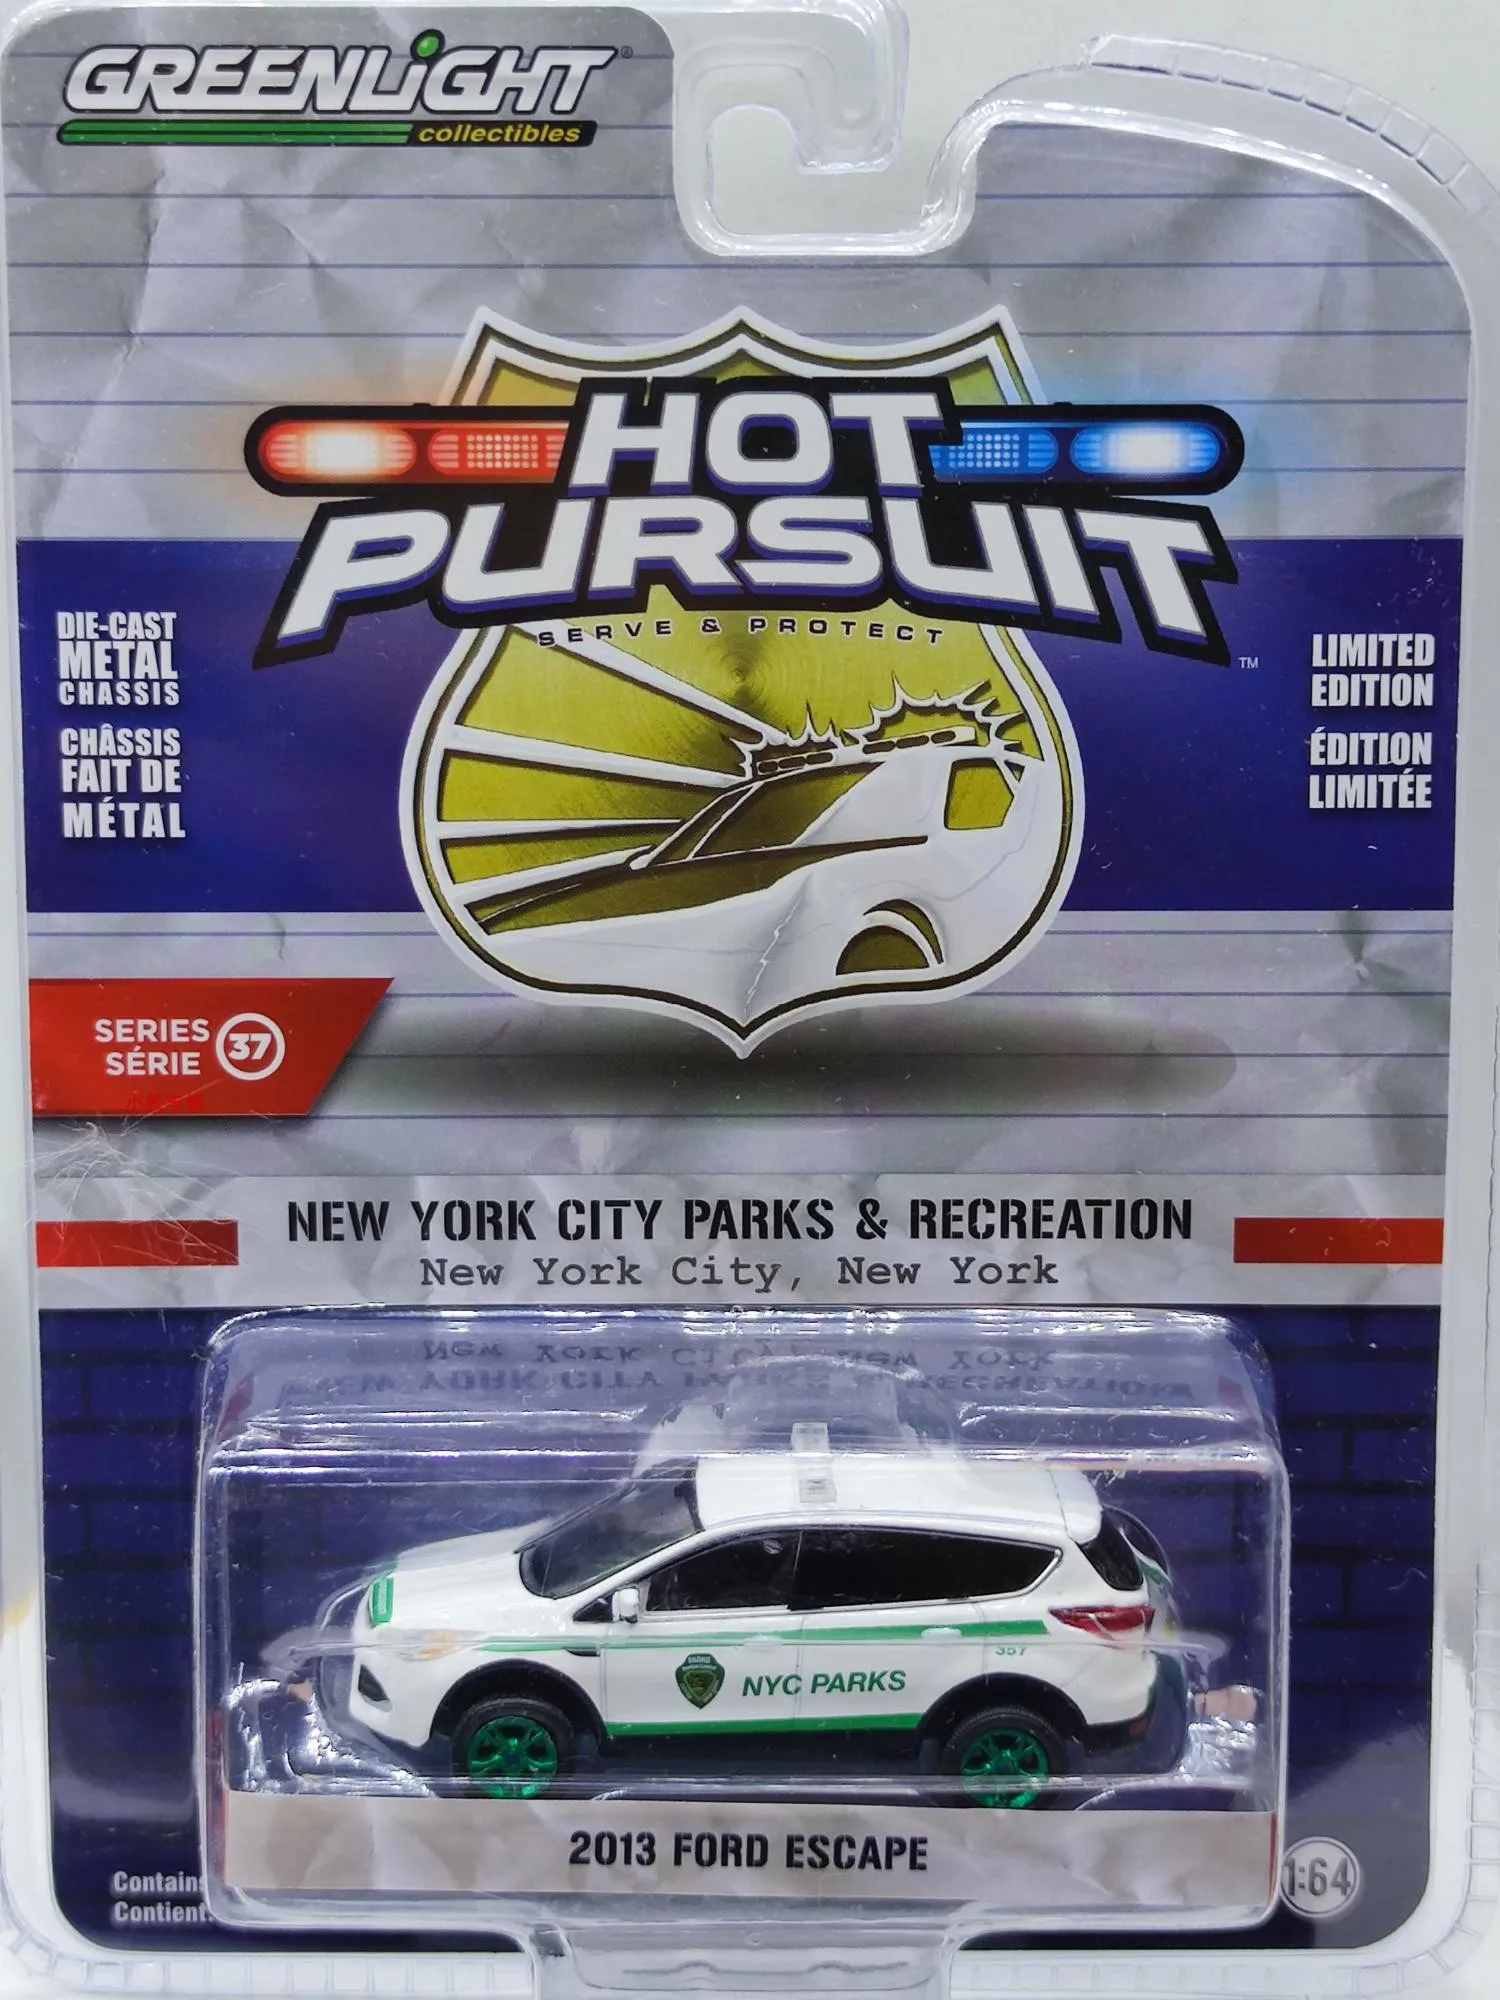 GREENLIGHT®
collectibles
HOT
PURSUIT
SERVE & PROTECT
TM
DIE-CAST
METAL
CHASSIS
CHÂSSIS
FAIT DE
MÉTAL
LIMITED
EDITION
ÉDITION
LIMITÉE
SERIES
SÉRIE
37
NEW YORK CITY PARKS & RECREATION
New York City, New York
357
PARKS
NYC PARKS
2013 FORD ESCAPE
1:64